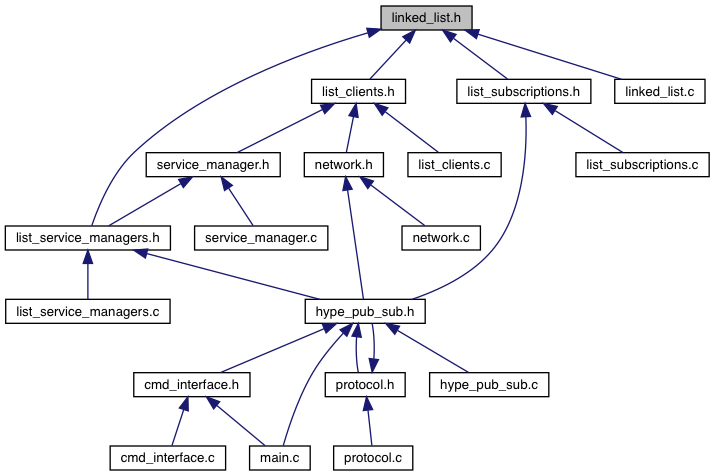 linked_list.h
list_clients.h
list_subscriptions.h
linked_list.c
service_manager.h
network.h
list_clients.c
list_subscriptions.c
list_service_managers.h
service_manager.c
network.c
list_service_managers.c
hype_pub_sub.h
cmd_interface.h
protocol.h
hype_pub_sub.c
cmd_interface.c
main.c
protocol.c